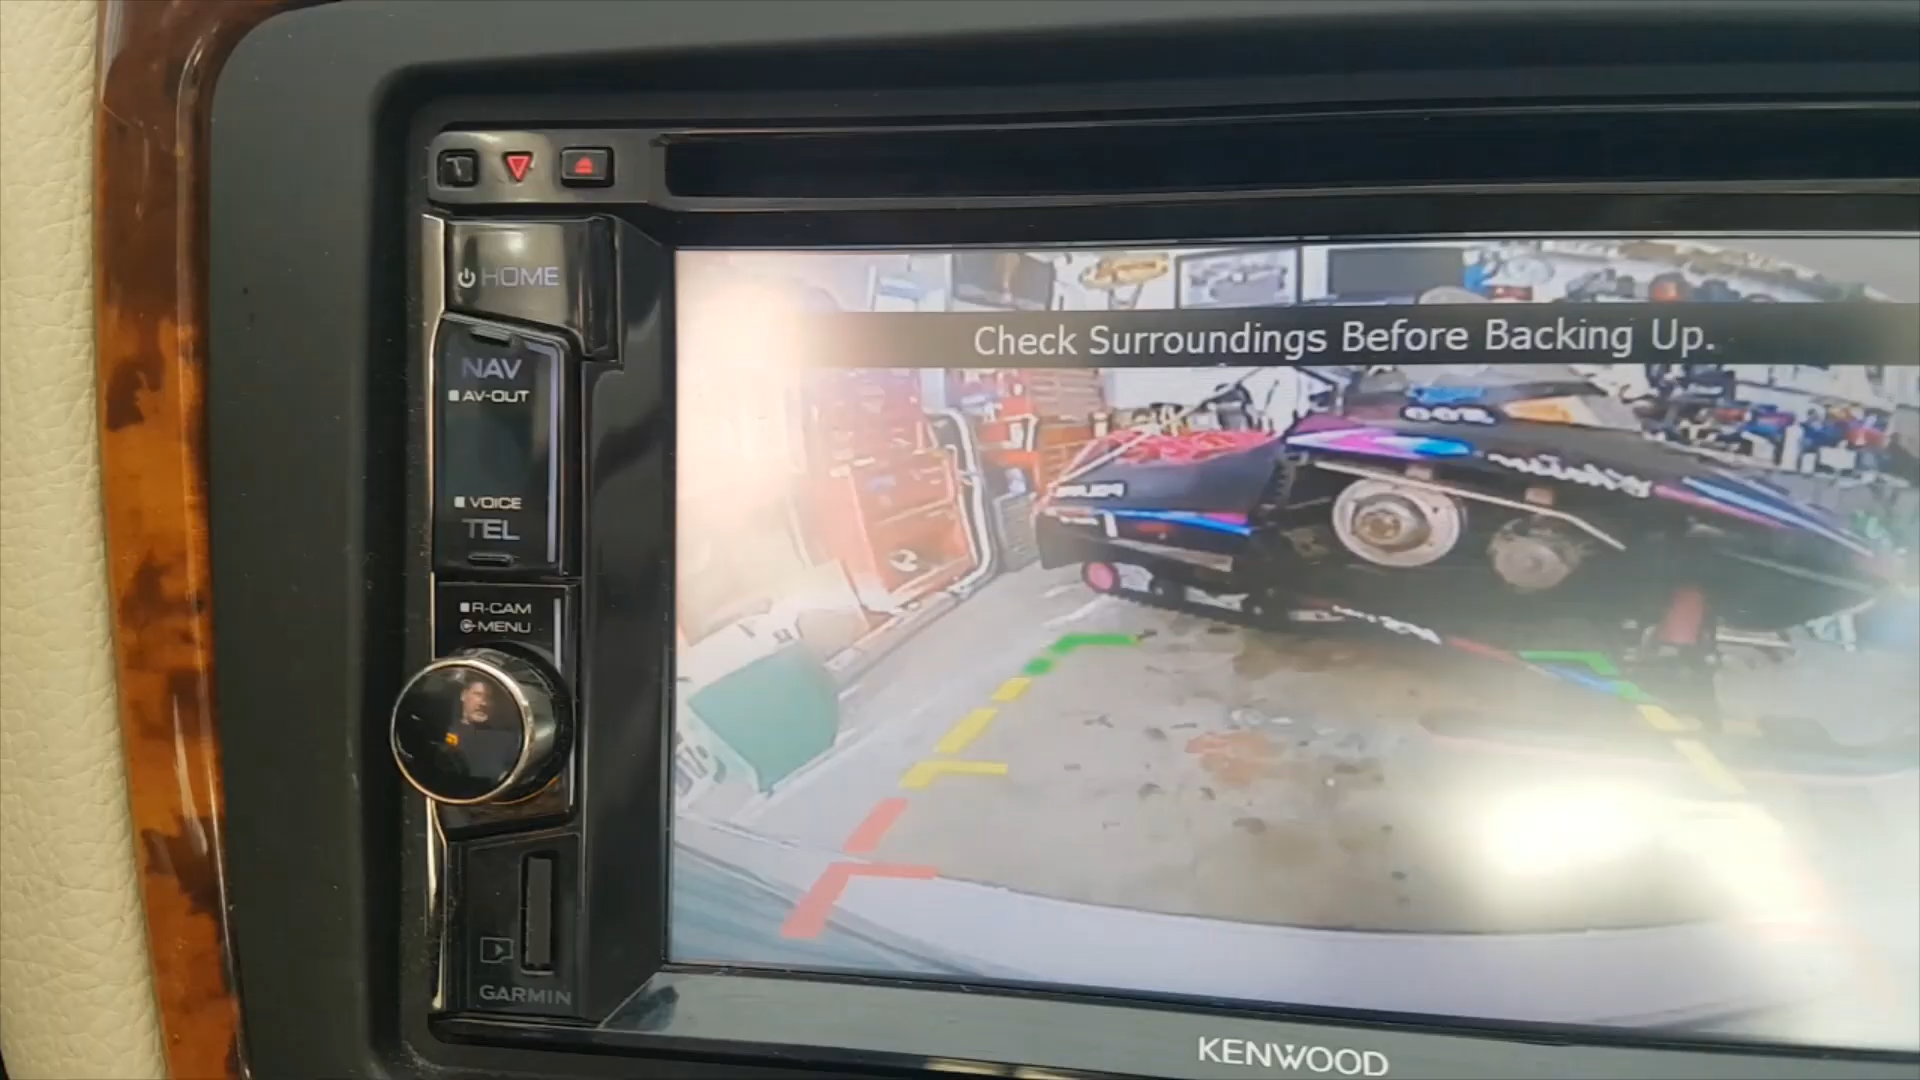 HOME
NAV
AV-OUT
VOICE
TEL
R-CAM
MENU
GARMIN
Check Surroundings Before Backing Up.
KENWOOD